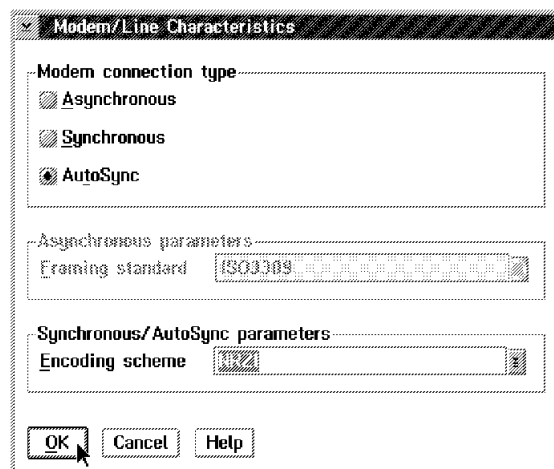 Modem/Line Characteristics
Modem connection type
Asynchronous
Synchronous
AutoSync
Asynchronous parameters
Framing standard ISO3309
Synchronous/AutoSync parameters
Encoding scheme NRZI
OK Cancel Help